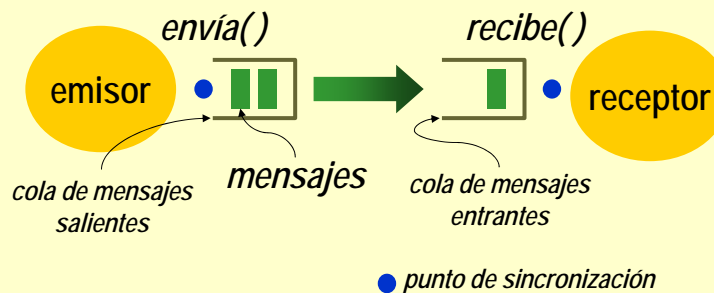 envía()
recibe()
emisor
receptor
mensajes
cola de mensajes
salientes
cola de mensajes
entrantes
punto de sincronización